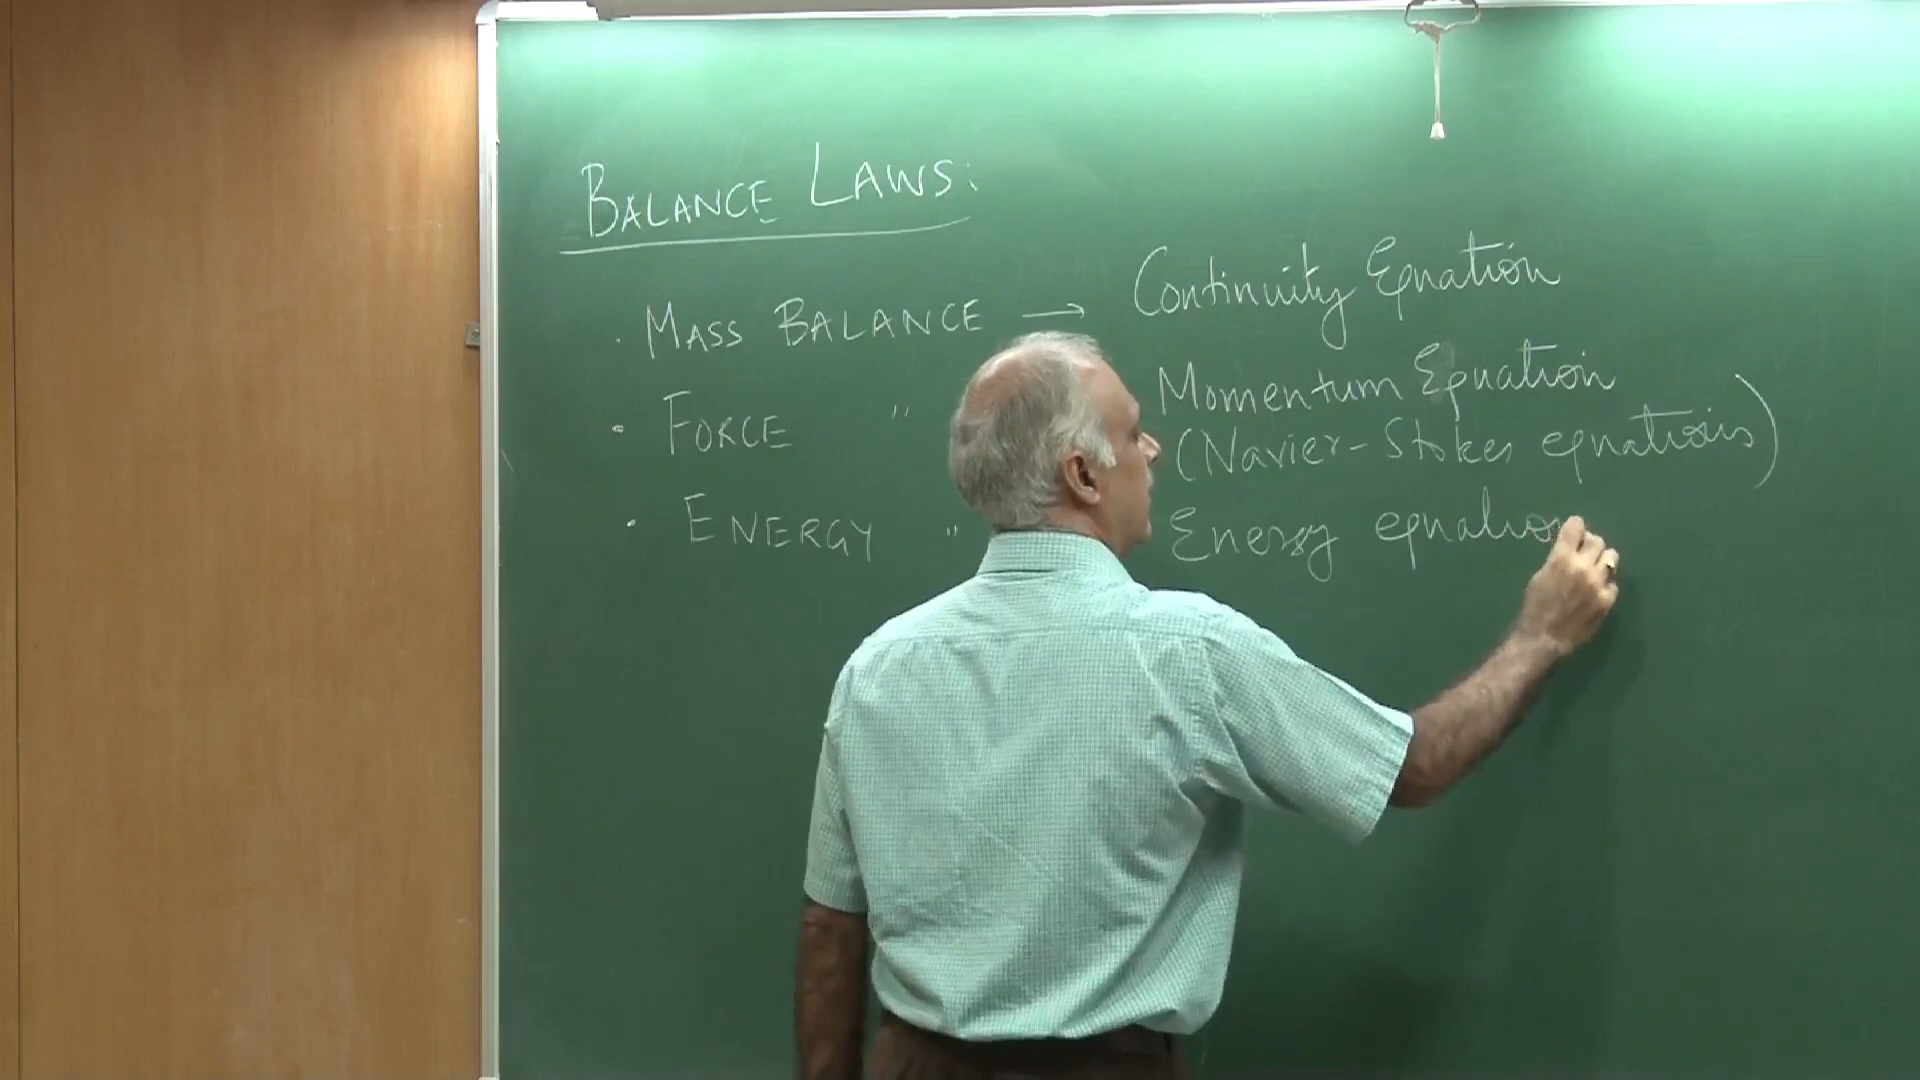 BALANCE LAWS:
· MASS BALANCE → Continuity Equation
· FORCE " Momentum Equation
(Navier-Stokes equations)
· ENERGY " Energy equation